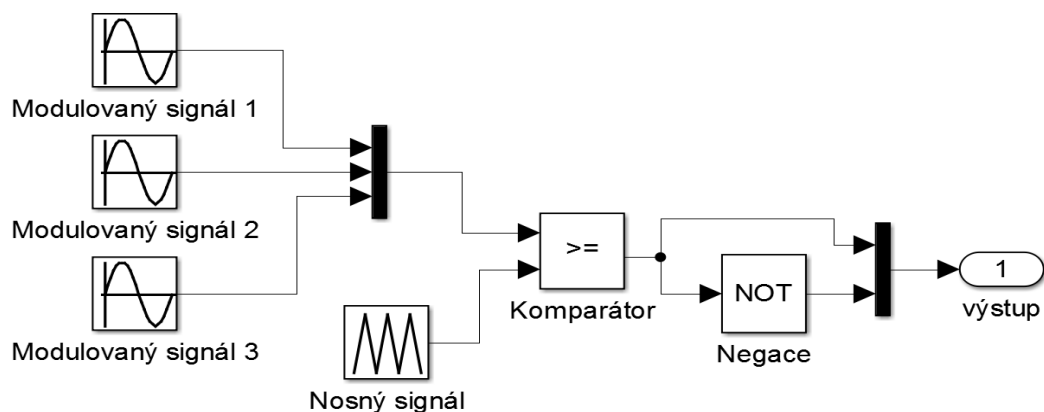 Modulovaný signál 1
Modulovaný signál 2
Modulovaný signál 3
Nosný signál
>=
Komparátor
NOT
Negace
1
výstup